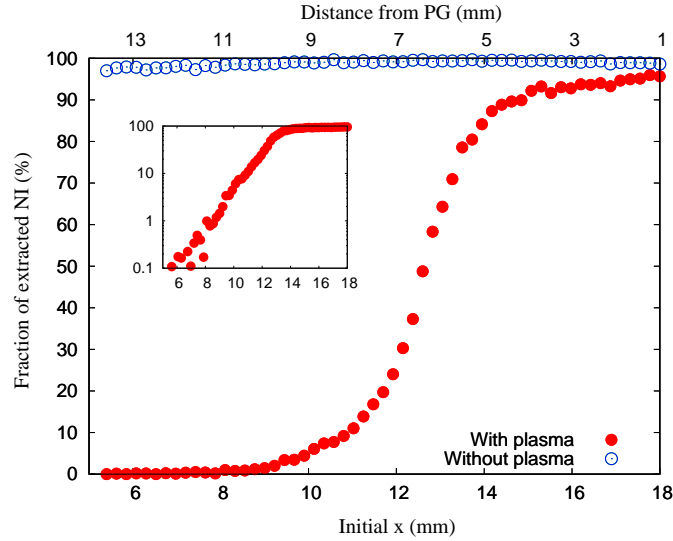 Distance from PG (mm)
13 11 9 7 5 3 1
Fraction of extracted NI (%)
100
90
80
70
60
50
40
30
20
10
0
100
10
1
0.1
6 8 10 12 14 16 18
With plasma
Without plasma
6 8 10 12 14 16 18
Initial x (mm)